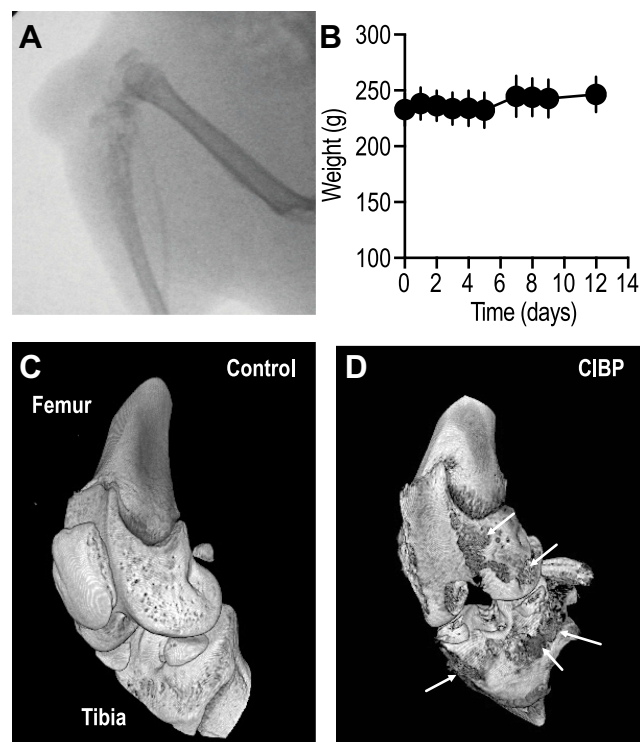 A
B
300
250
200
150
100
Weight (g)
0 2 4 6 8 10 12 14
Time (days)
C
Control
Femur
Tibia
D
CIBP